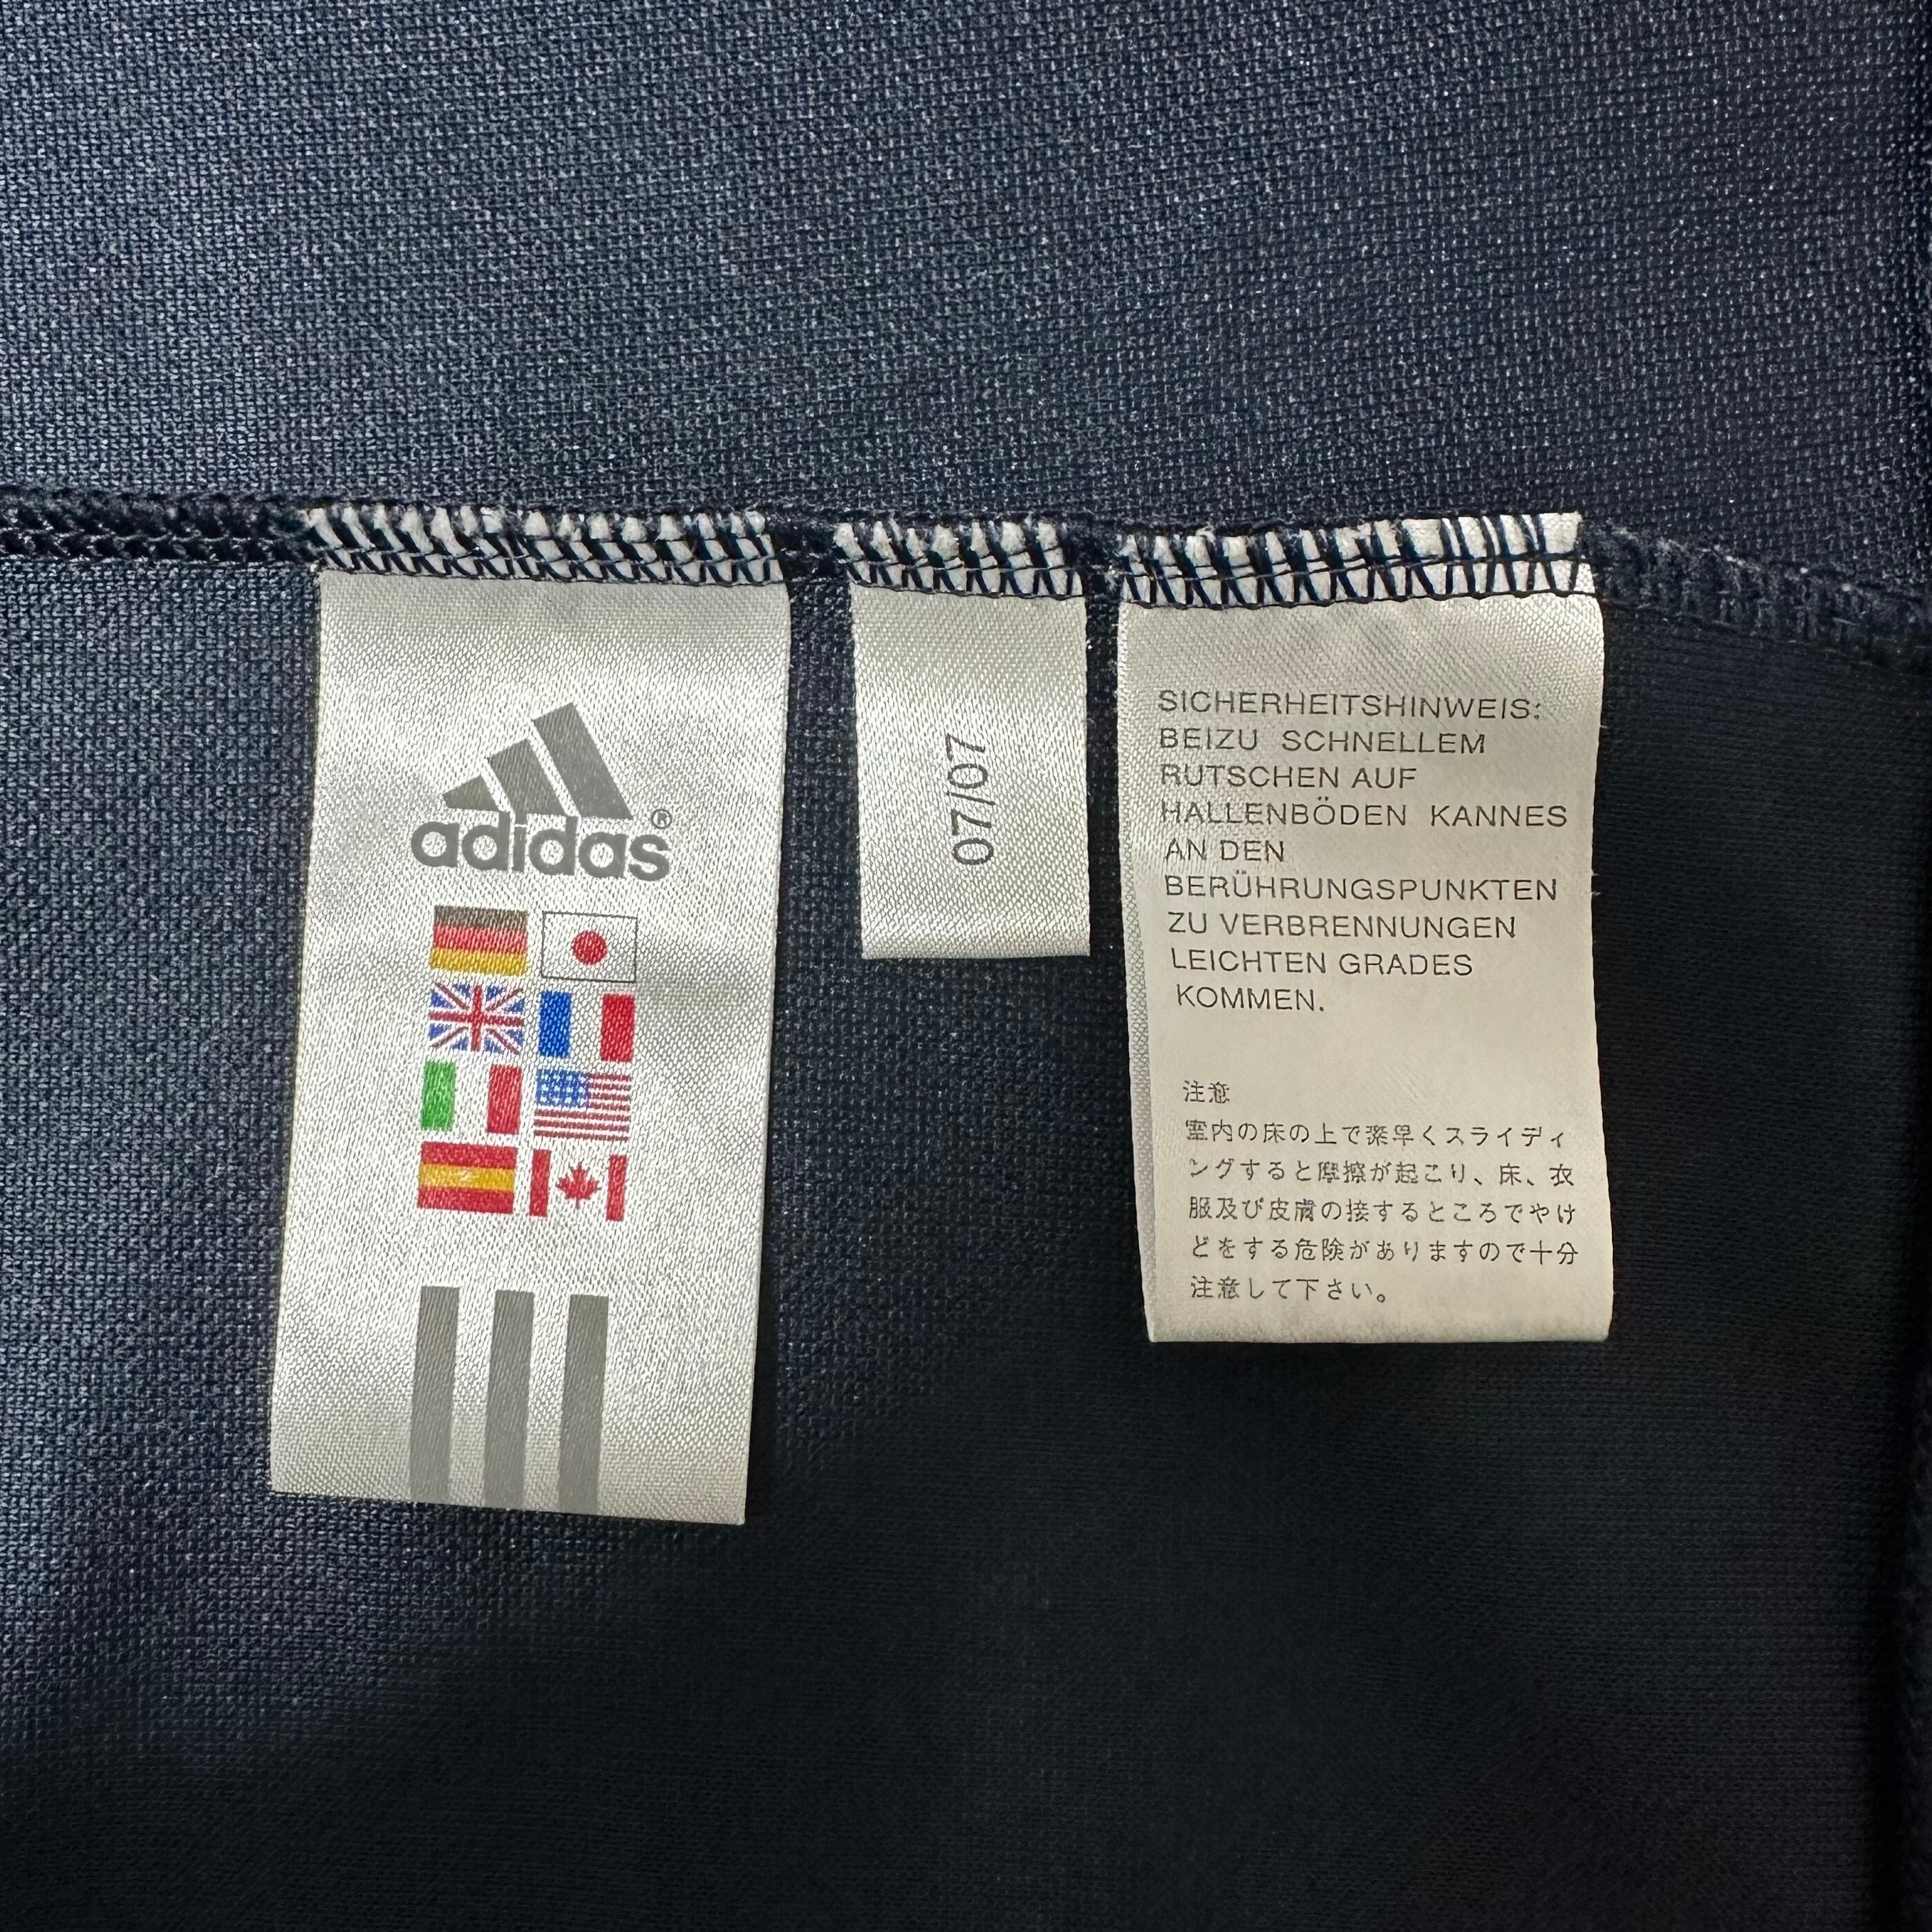 adidas®
07/07
SICHERHEITSHINWEIS:
BEIZU SCHNELLEM
RUTSCHEN AUF
HALLENBÖDEN KANNES
AN DEN
BERÜHRUNGSPUNKTEN
ZU VERBRENNUNGEN
LEICHTEN GRADES
KOMMEN.
注意
室内の床の上で素早くスライディ
ングすると摩擦が起こり、床、衣
服及び皮膚の接するところでやけ
どをする危険がありますので十分
注意して下さい。